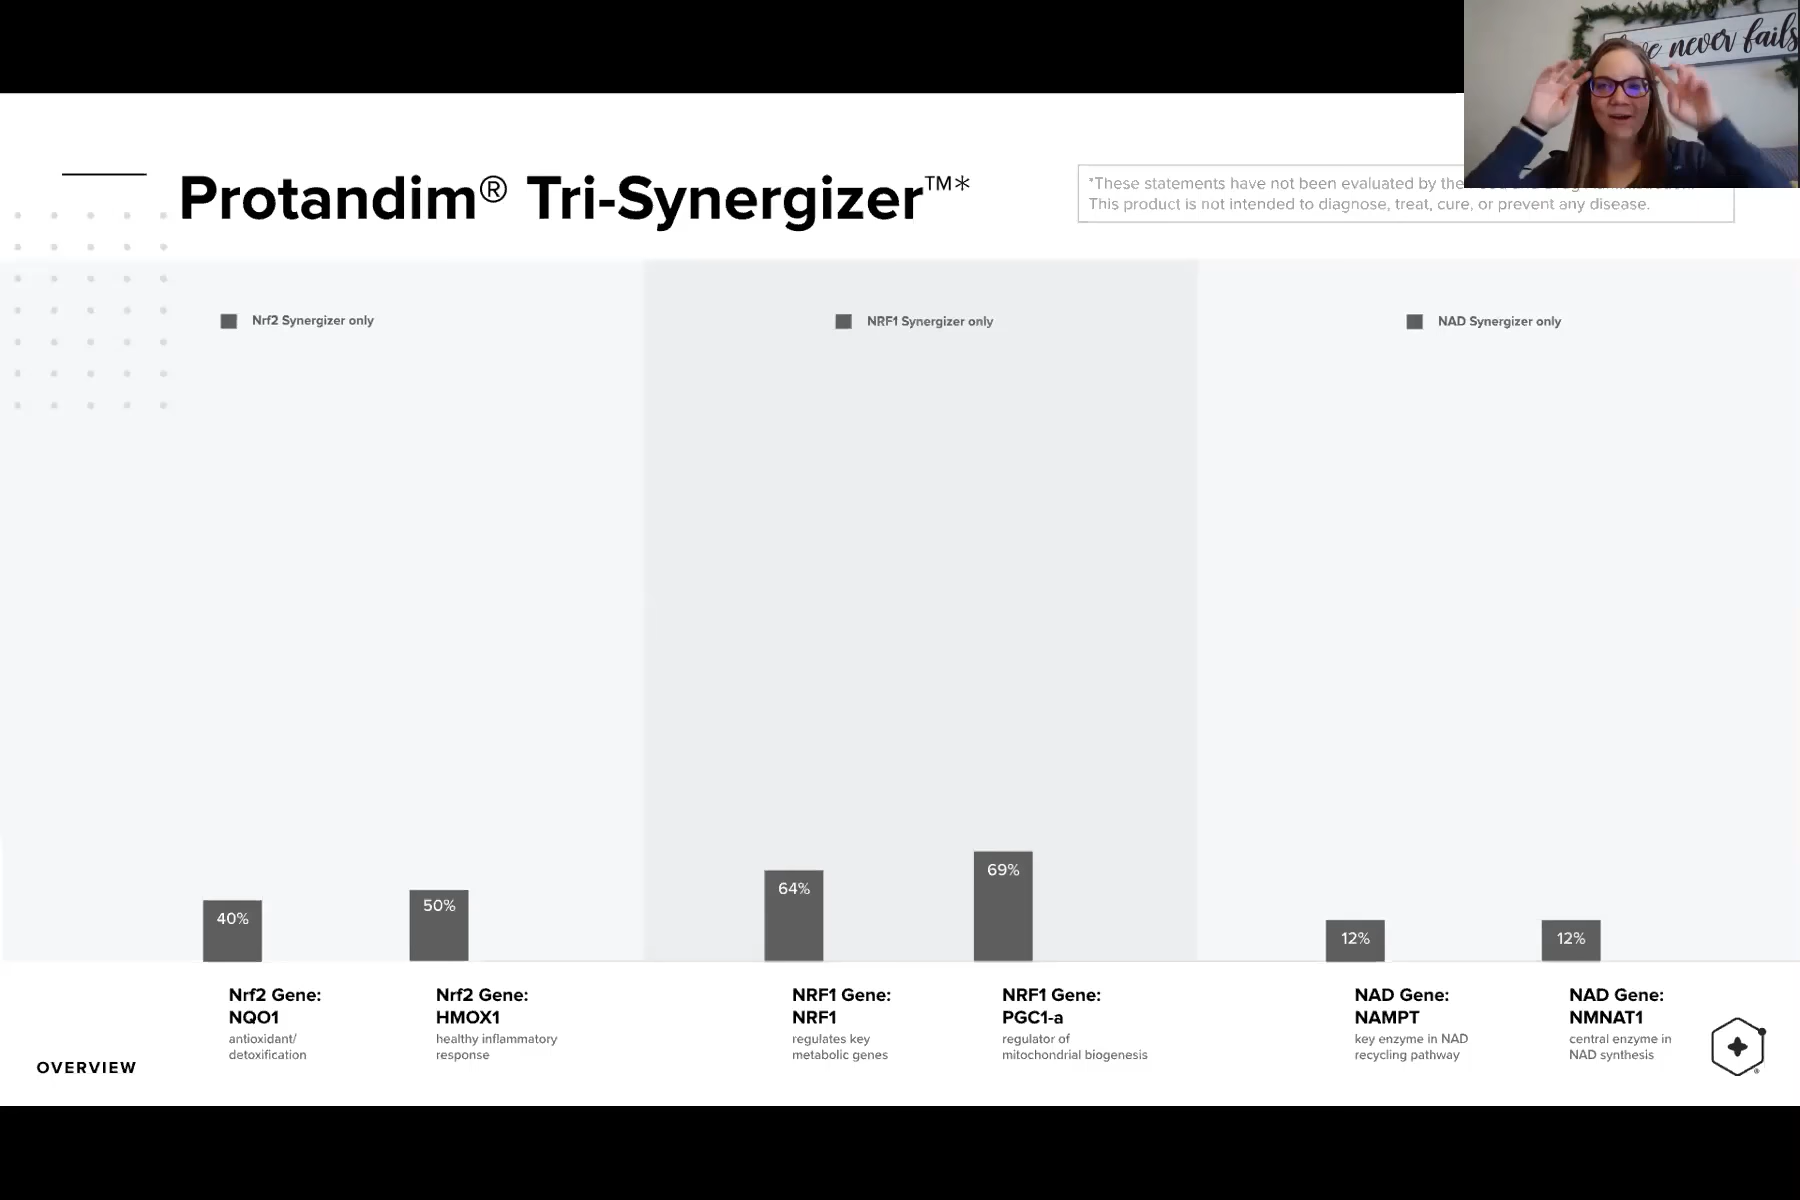 never fails
Protandim® Tri-Synergizer™*
*These statements have not been evaluated by the
This product is not intended to diagnose, treat, cure, or prevent any disease.
Nrf2 Synergizer only
NRF1 Synergizer only
NAD Synergizer only
40%
50%
64%
69%
12%
12%
Nrf2 Gene:
NQO1
antioxidant/
detoxification
Nrf2 Gene:
HMOX1
healthy inflammatory
response
NRF1 Gene:
NRF1
regulates key
metabolic genes
NRF1 Gene:
PGC1-a
regulator of
mitochondrial biogenesis
NAD Gene:
NAMPT
key enzyme in NAD
recycling pathway
NAD Gene:
NMNAT1
central enzyme in
NAD synthesis
OVERVIEW
®